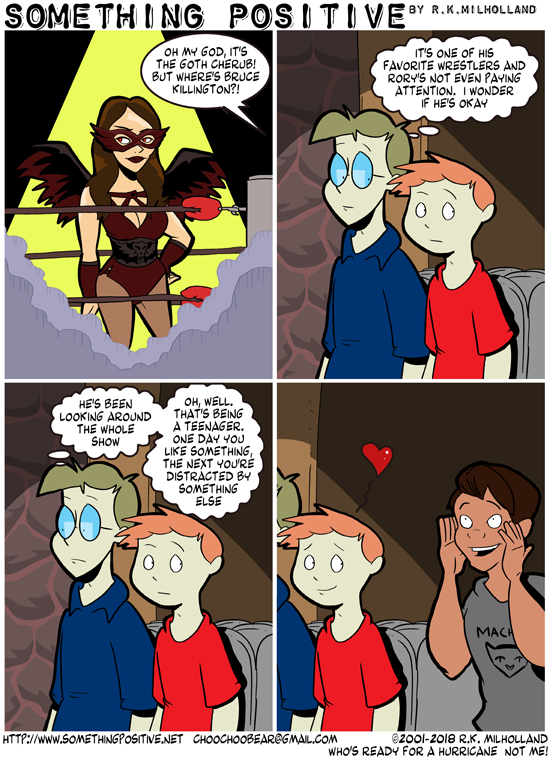 SOMETHING POSITIVE BY R.K.MILHOLLAND
OH MY GOD, IT'S
THE GOTH CHERUB!
BUT WHERE'S BRUCE
KILLINGTON?!
IT'S ONE OF HIS
FAVORITE WRESTLERS AND
RORY'S NOT EVEN PAYING
ATTENTION. I WONDER
IF HE'S OKAY
HE'S BEEN
LOOKING AROUND
THE WHOLE
SHOW
OH, WELL.
THAT'S BEING
A TEENAGER.
ONE DAY YOU
LIKE SOMETHING,
THE NEXT YOU'RE
DISTRACTED BY
SOMETHING
ELSE
MACH
HTTP://WWW.SOMETHINGPOSITIVE.NET CHOOCHOOBEAR@GMAIL.COM ©2001-2018 R.K. MILHOLLAND
WHO'S READY FOR A HURRICANE NOT ME!